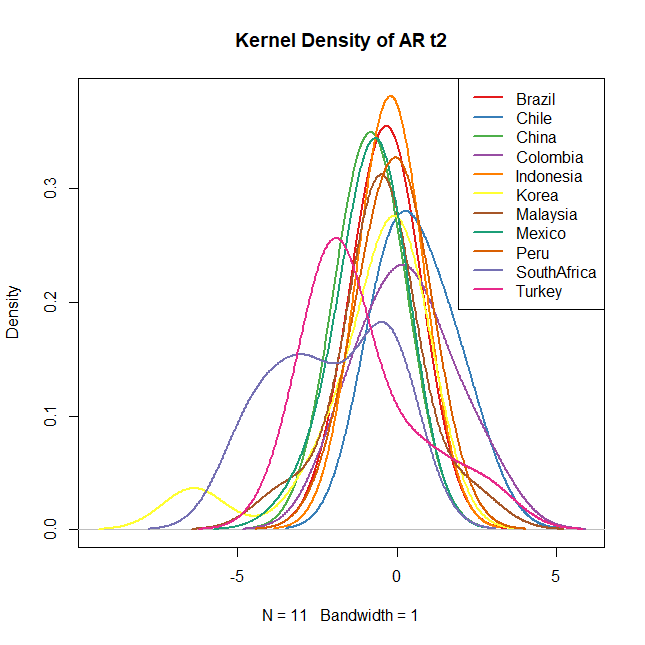 Kernel Density of AR t2
Brazil
Chile
China
Colombia
Indonesia
Korea
Malaysia
Mexico
Peru
SouthAfrica
Turkey
Density
0.3
0.2
0.1
0.0
-5
0
5
N = 11   Bandwidth = 1